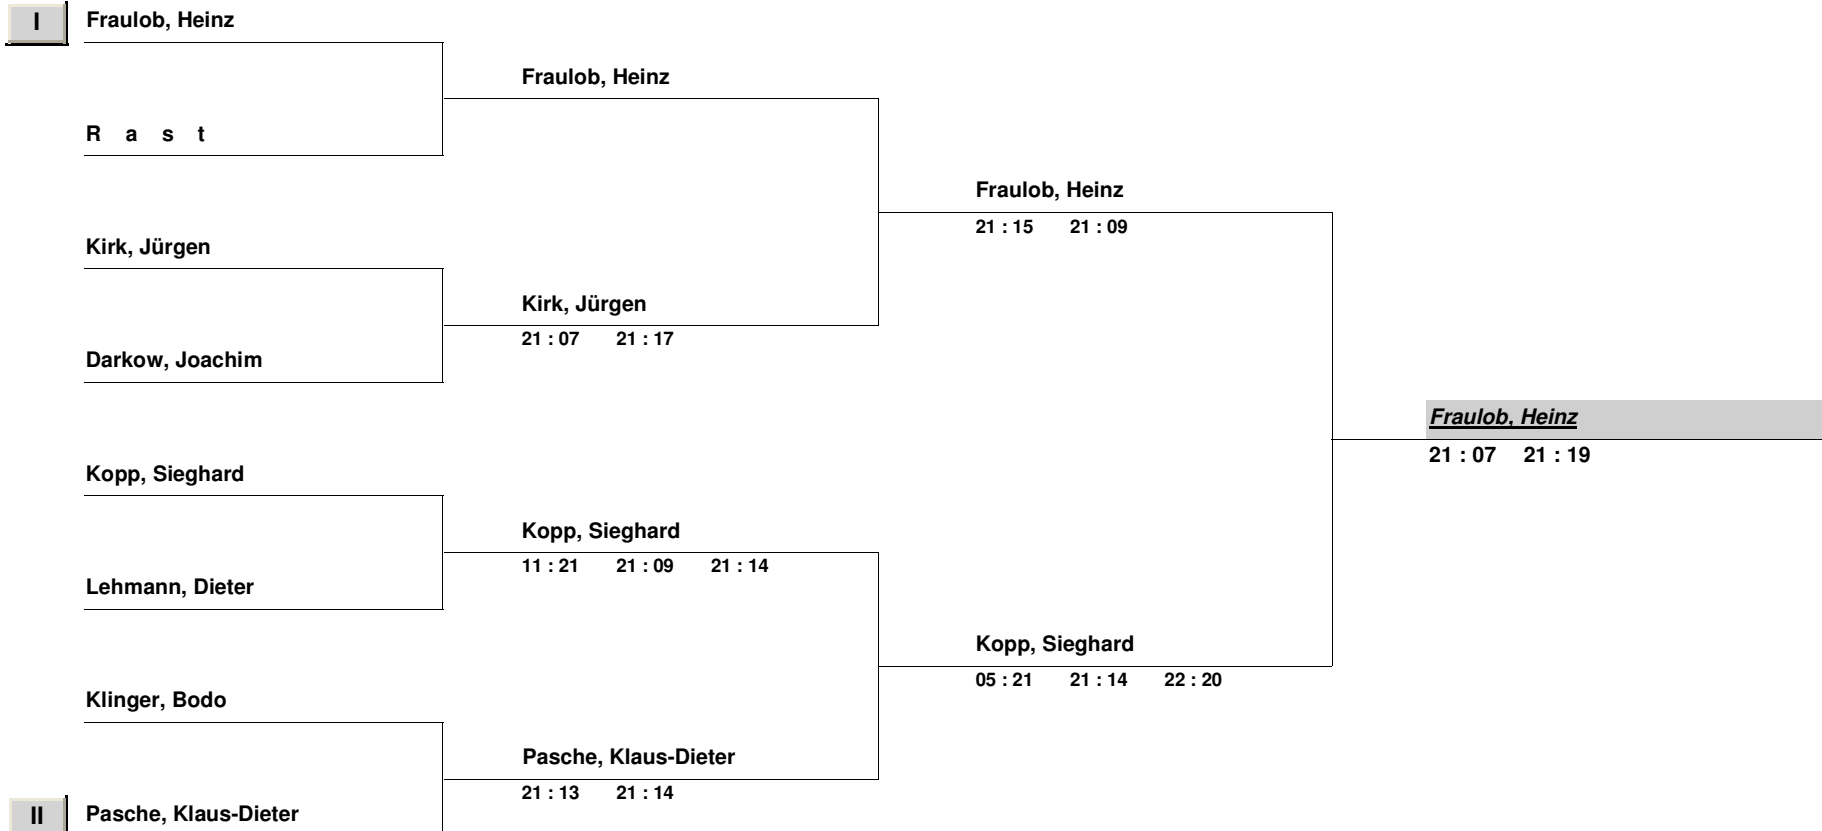 I Fraulob, Heinz
Fraulob, Heinz
R a s t
Fraulob, Heinz
21 : 15 21 : 09
Kirk, Jürgen
Kirk, Jürgen
21 : 07 21 : 17
Darkow, Joachim
Fraulob, Heinz
21 : 07 21 : 19
Kopp, Sieghard
Kopp, Sieghard
11 : 21 21 : 09 21 : 14
Lehmann, Dieter
Kopp, Sieghard
05 : 21 21 : 14 22 : 20
Klinger, Bodo
Pasche, Klaus-Dieter
21 : 13 21 : 14
II Pasche, Klaus-Dieter